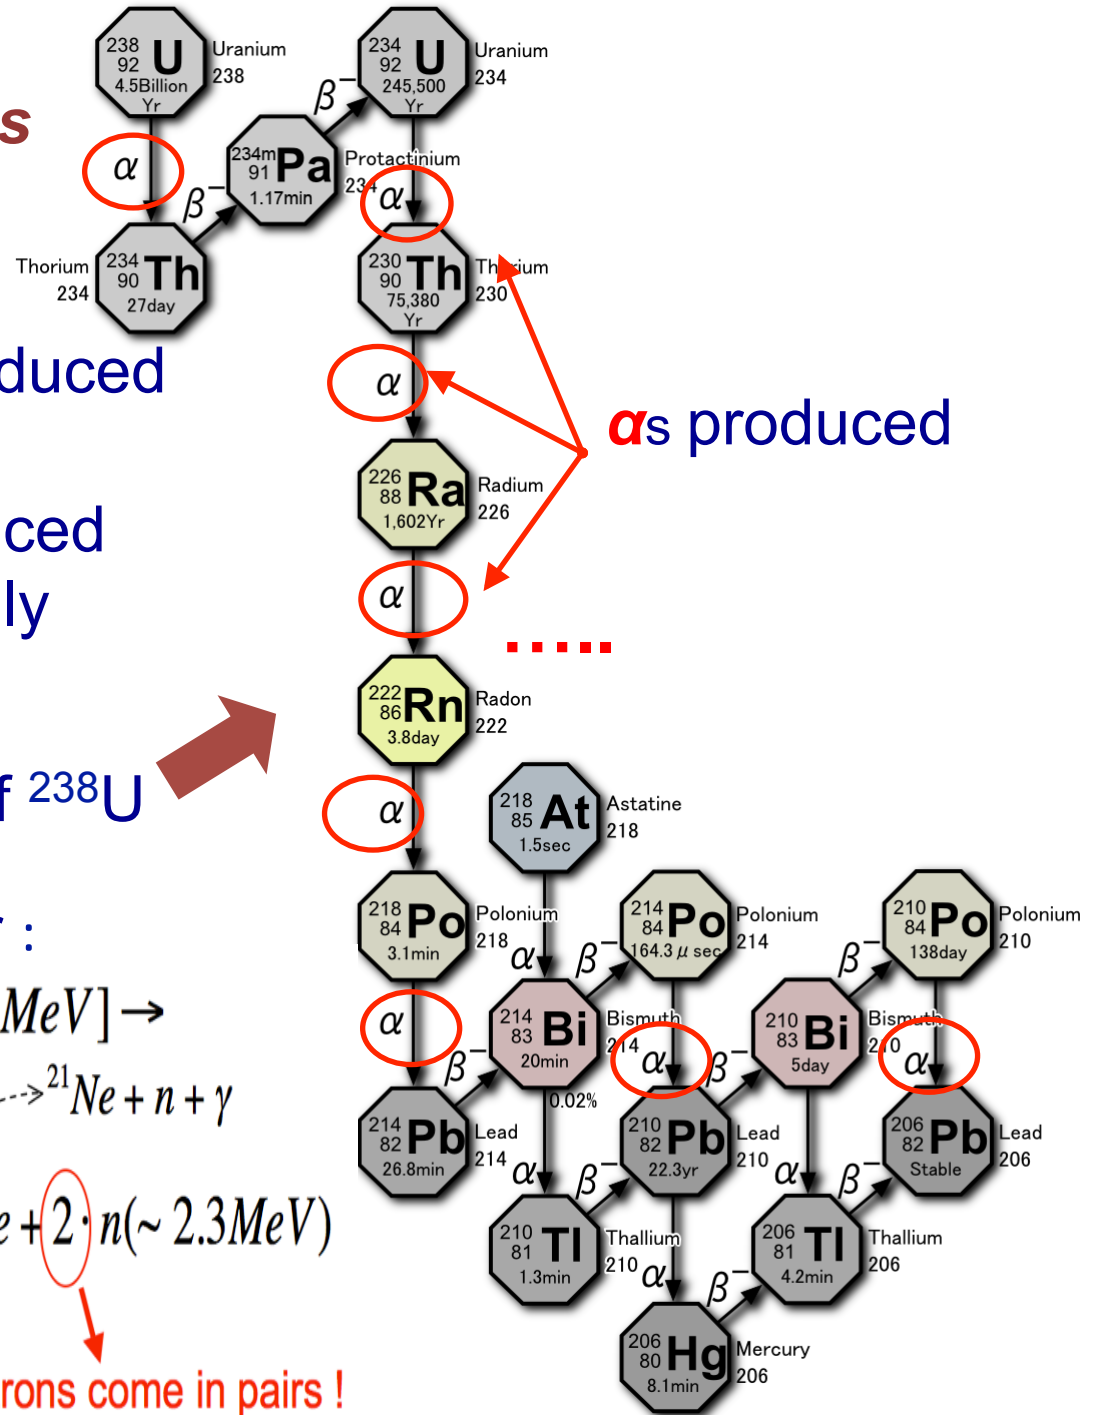 238
92 U
4.5Billion
Yr
Uranium
238
234
92 U
245,500
Yr
Uranium
234
s
β⁻
234m
91 Pa
1.17min
Protactinium
234
α
β⁻
α
Thorium
234
234
90 Th
27day
230
90 Th
75,380
Yr
Thorium
230
duced
α
αs produced
226
88 Ra
1,602Yr
Radium
226
ced
ly
α
.....
222
86 Rn
3.8day
Radon
222
f ²³⁸U
α
218
85 At
1.5sec
Astatine
218
218
84 Po
3.1min
Polonium
218
214
84 Po
164.3 μ sec
Polonium
214
210
84 Po
138day
Polonium
210
:
α
β⁻
β⁻
MeV] →
α
214
83 Bi
20min
Bismuth
214
210
83 Bi
5day
Bismuth
210
α
β⁻
α
β⁻
²¹Ne + n + γ
0.02%
214
82 Pb
26.8min
Lead
214
210
82 Pb
22.3yr
Lead
210
206
82 Pb
Stable
Lead
206
α
β⁻
α
β⁻
e + 2 · n(~ 2.3MeV)
210
81 Tl
1.3min
Thallium
210
206
81 Tl
4.2min
Thallium
206
α
β⁻
206
80 Hg
8.1min
Mercury
206
rons come in pairs !